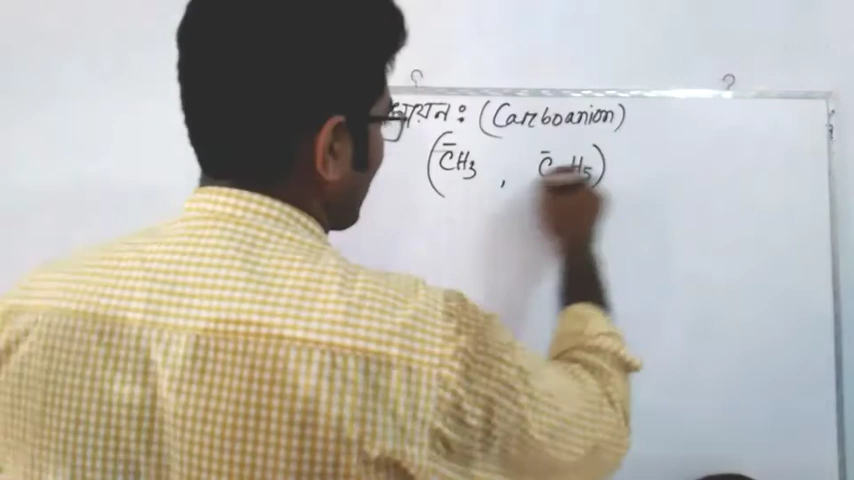 : (Carboanion)
(C̄H₃ , C̄ H₅)